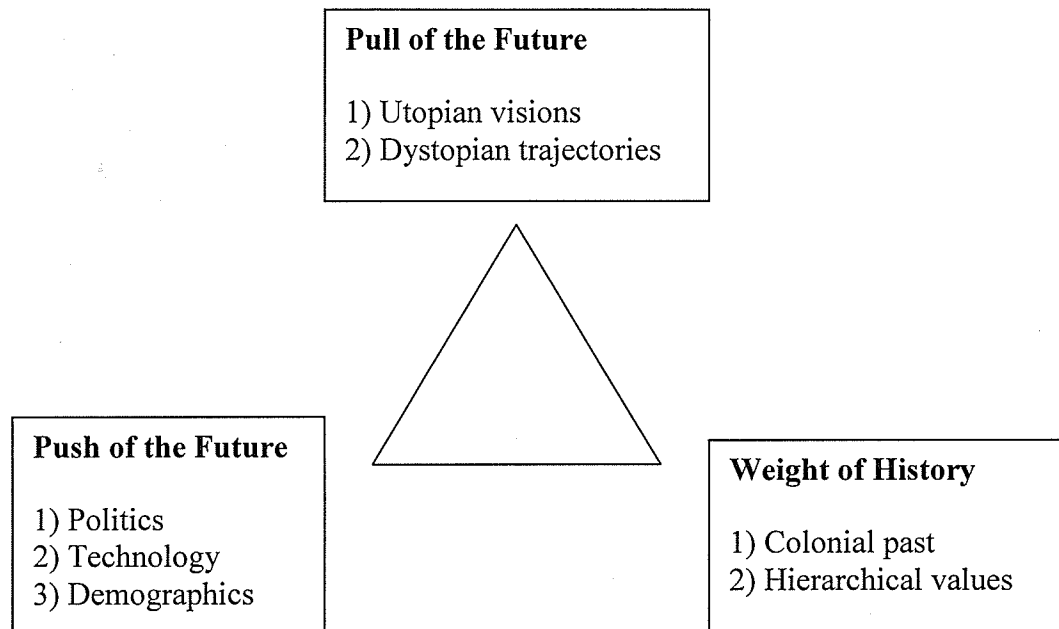 Pull of the Future
1) Utopian visions
2) Dystopian trajectories
Push of the Future
1) Politics
2) Technology
3) Demographics
Weight of History
1) Colonial past
2) Hierarchical values